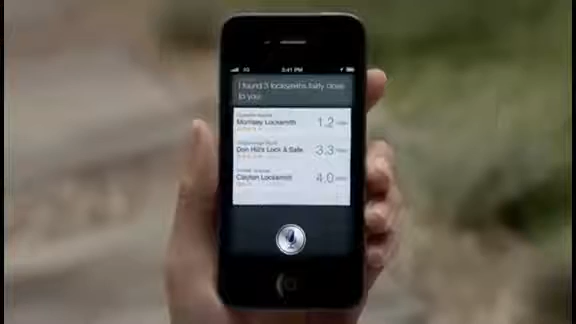 3:41 PM
I found 3 locksmiths fairly close
to you:
Morrisey Locksmith
1.2
Don Hill's Lock & Safe
3.3
Clayton Locksmith
4.0